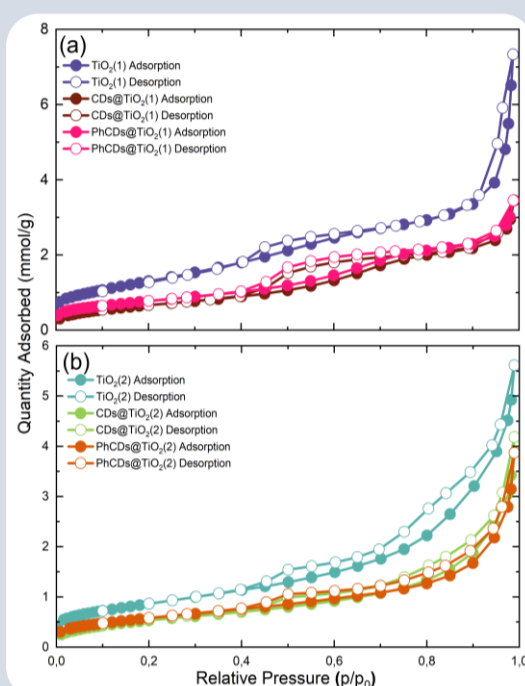 (a)
TiO₂(1) Adsorption
TiO₂(1) Desorption
CDs@TiO₂(1) Adsorption
CDs@TiO₂(1) Desorption
PhCDs@TiO₂(1) Adsorption
PhCDs@TiO₂(1) Desorption
8
6
4
2
0
Quantity Adsorbed (mmol/g)
(b)
TiO₂(2) Adsorption
TiO₂(2) Desorption
CDs@TiO₂(2) Adsorption
CDs@TiO₂(2) Desorption
PhCDs@TiO₂(2) Adsorption
PhCDs@TiO₂(2) Desorption
6
5
4
3
2
1
0
0,0 0,2 0,4 0,6 0,8 1,0
Relative Pressure (p/p₀)